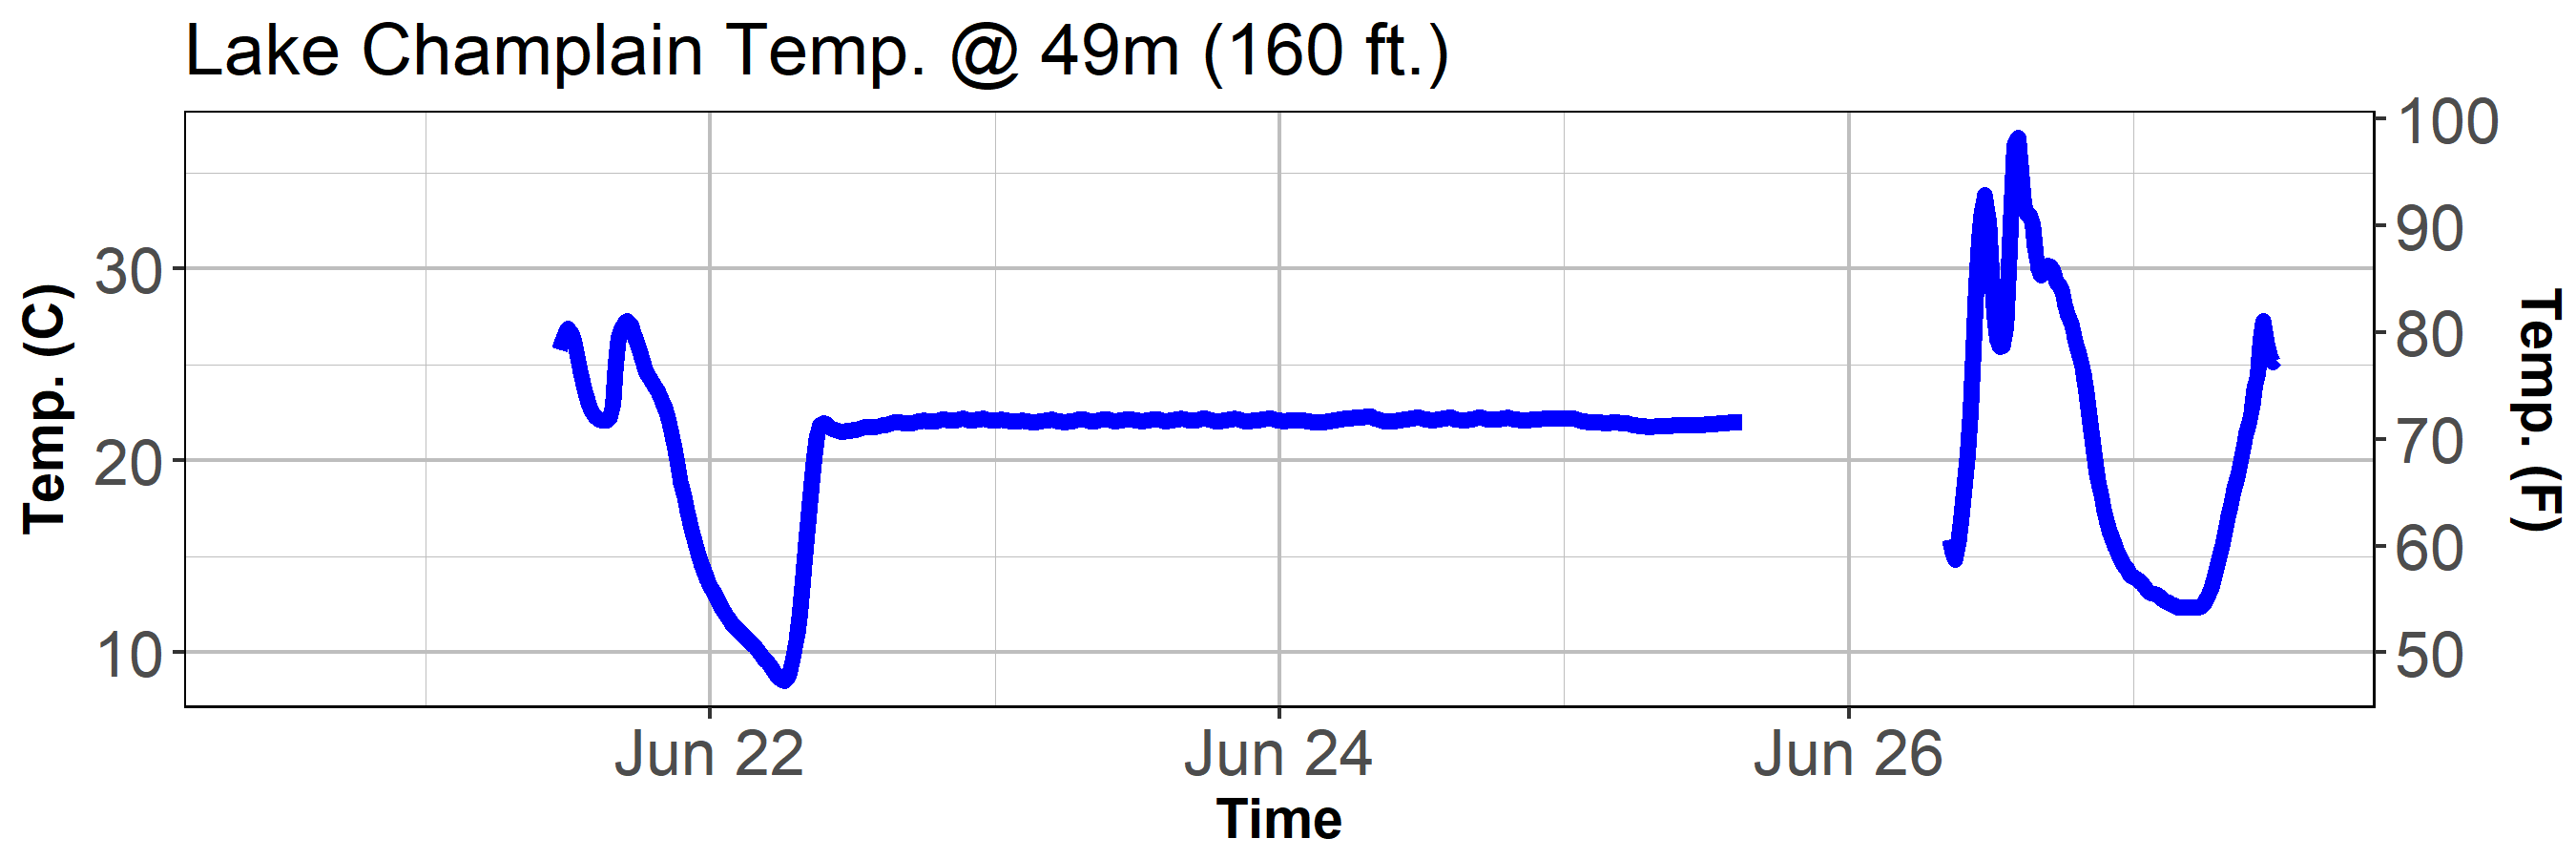 Lake Champlain Temp. @ 49m (160 ft.)
Temp. (C)
30
20
10
100
90
80
70
60
50
Temp. (F)
Jun 22
Jun 24
Jun 26
Time